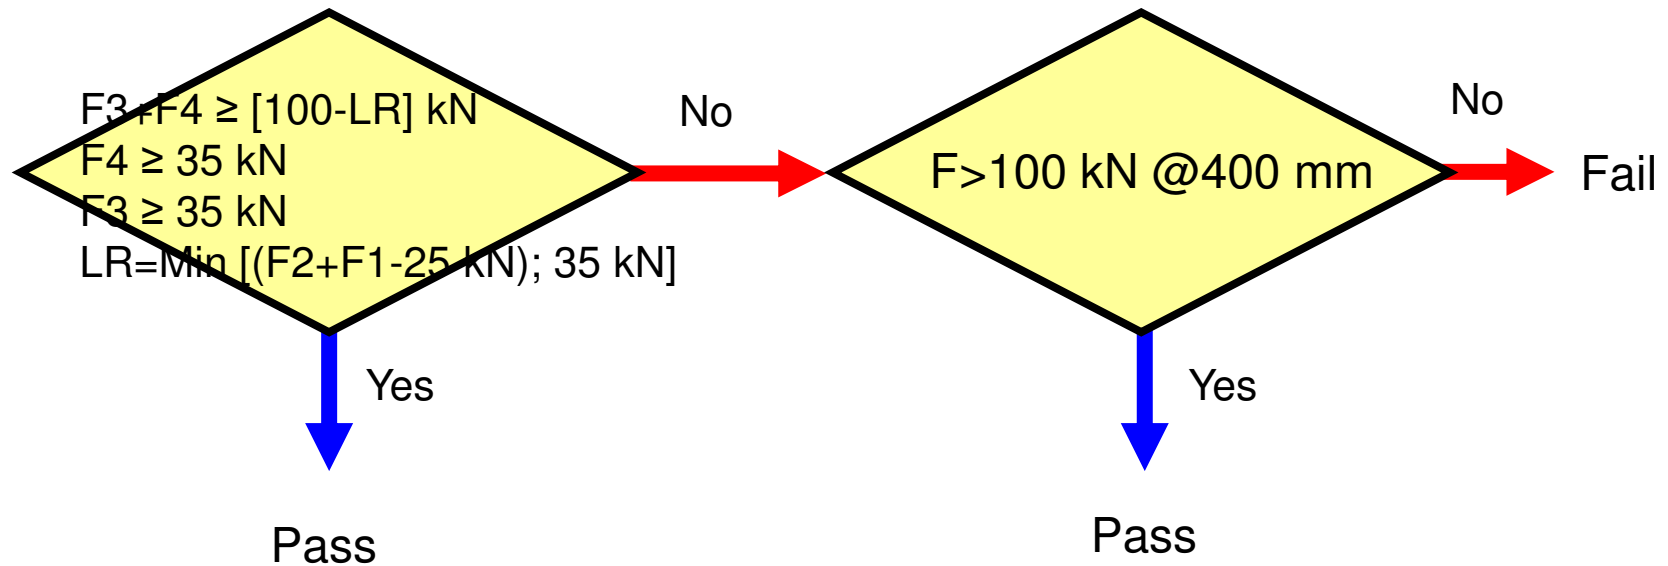 F3+F4 ≥ [100-LR] kN
F4 ≥ 35 kN
F3 ≥ 35 kN
LR=Min [(F2+F1-25 kN); 35 kN]
No
Yes
Pass
F>100 kN @400 mm
No
Fail
Yes
Pass